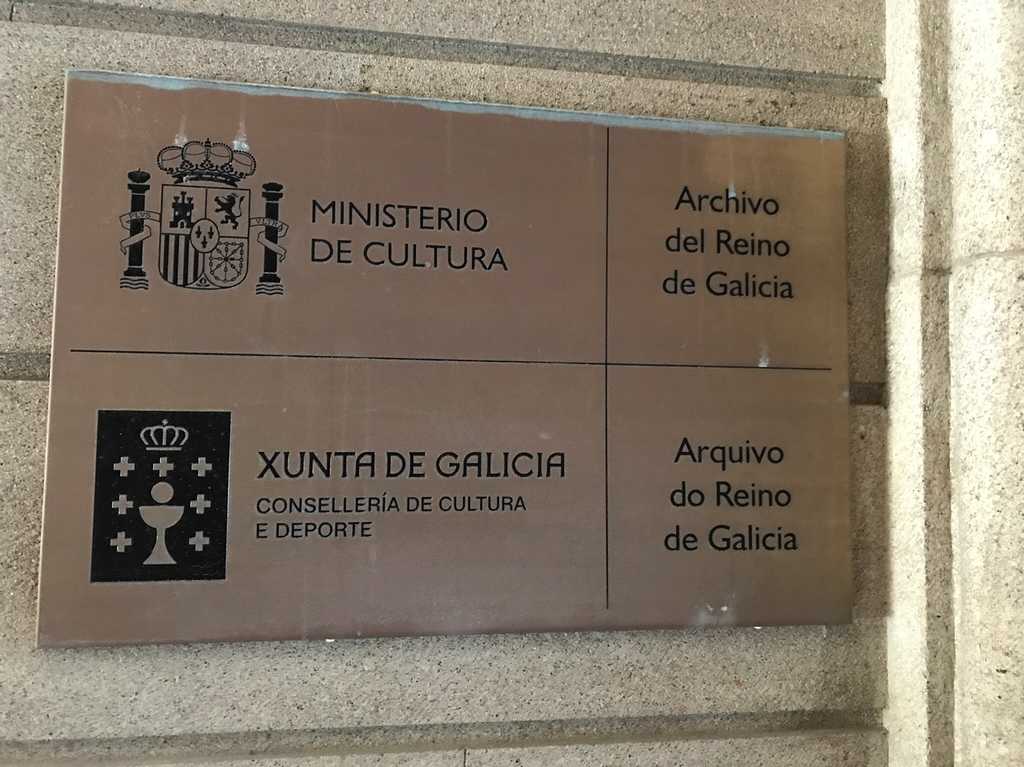 MINISTERIO
DE CULTURA
Archivo
del Reino
de Galicia
XUNTA DE GALICIA
CONSELLERÍA DE CULTURA
E DEPORTE
Arquivo
do Reino
de Galicia